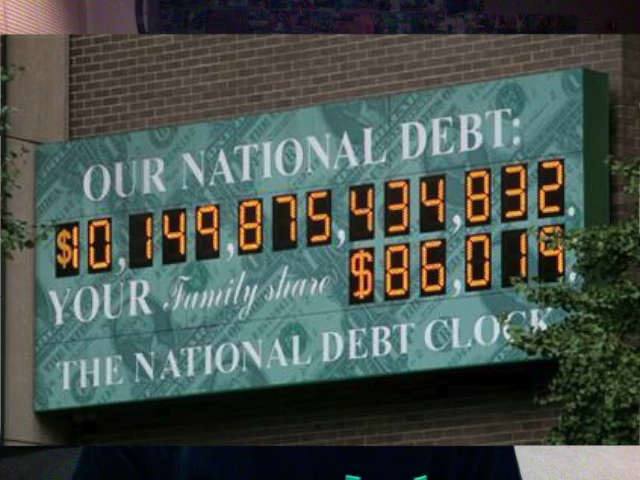 OUR NATIONAL DEBT:
$10,149,875,434,832.
YOUR Family share $86,019.
THE NATIONAL DEBT CLOCK